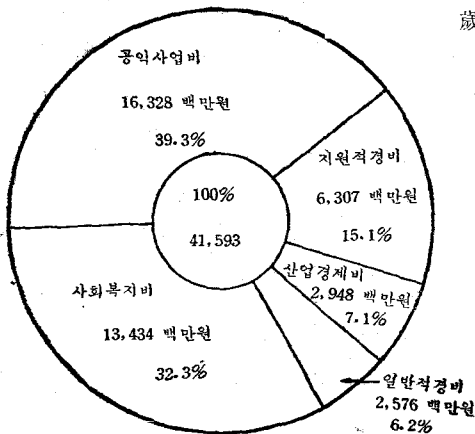 歲
공익사업비
16,328 백만원
39.3%
지원적경비
6,307 백만원
15.1%
100%
41,593
산업경제비
2,948 백만원
7.1%
사회복지비
13,434 백만원
32.3%
일반적경비
2,576 백만원
6.2%